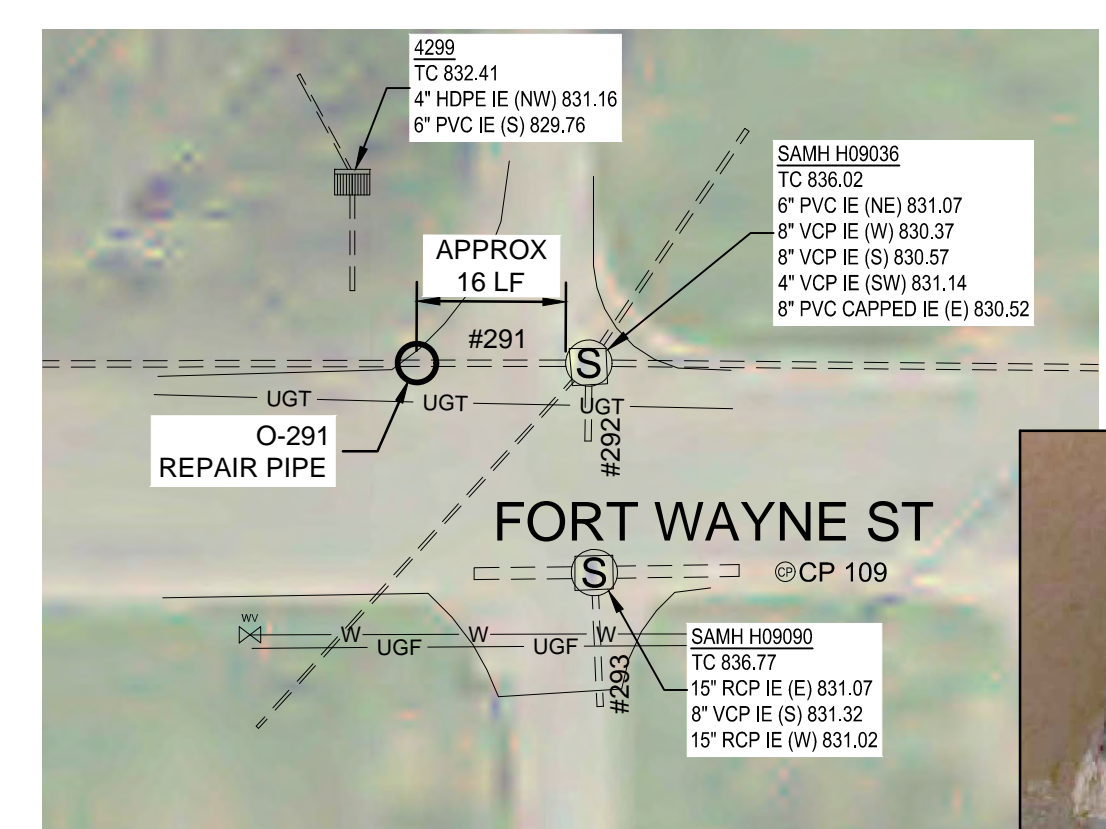 4299
TC 832.41
4" HDPE IE (NW) 831.16
6" PVC IE (S) 829.76
SAMH H09036
TC 836.02
6" PVC IE (NE) 831.07
8" VCP IE (W) 830.37
8" VCP IE (S) 830.57
4" VCP IE (SW) 831.14
8" PVC CAPPED IE (E) 830.52
APPROX
16 LF
#291
S
UGT
UGT
UGT
#292
O-291
REPAIR PIPE
FORT WAYNE ST
S
CP CP 109
WV
W
W
W
UGF
UGF
#293
SAMH H09090
TC 836.77
15" RCP IE (E) 831.07
8" VCP IE (S) 831.32
15" RCP IE (W) 831.02